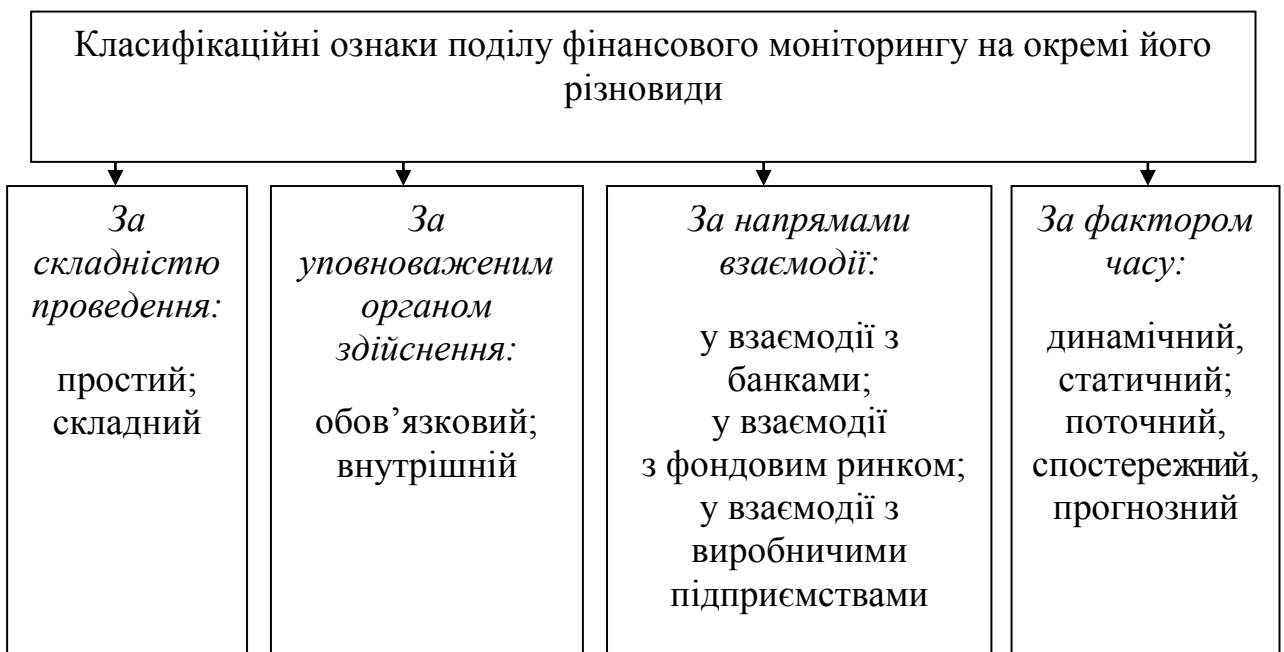 Класифікаційні ознаки поділу фінансового моніторингу на окремі його
різновиди
За
складністю
проведення:
простий;
складний
За
уповноваженим
органом
здійснення:
обов’язковий;
внутрішній
За напрямами
взаємодії:
у взаємодії з
банками;
у взаємодії
з фондовим ринком;
у взаємодії з
виробничими
підприємствами
За фактором
часу:
динамічний,
статичний;
поточний,
спостережний,
прогнозний